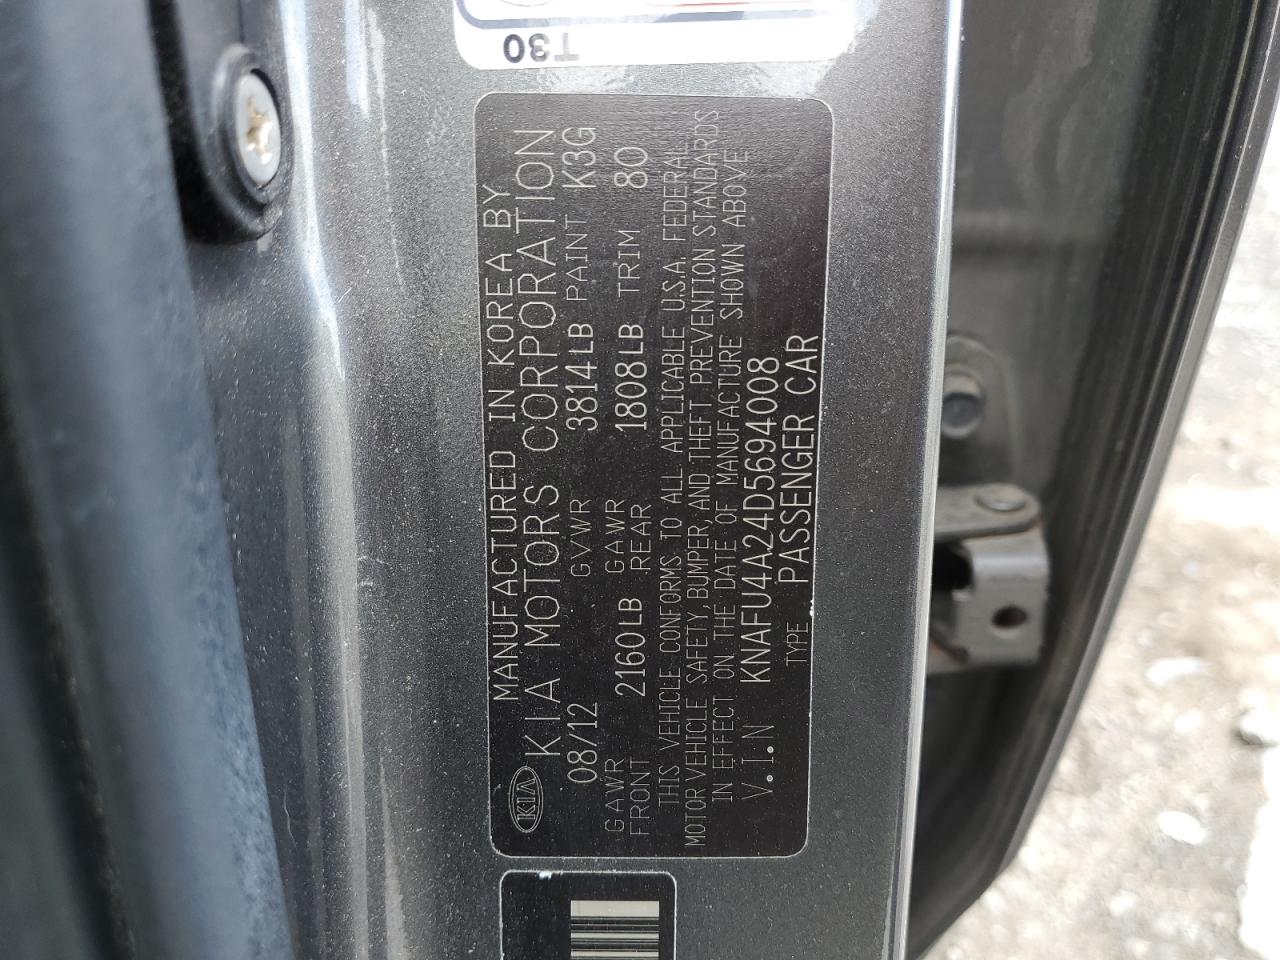 T30
MANUFACTURED IN KOREA BY
KIA KIA MOTORS CORPORATION
08/12 GVWR 3814LB PAINT K3G
GAWR FRONT 2160LB GAWR REAR 1808LB TRIM 80
THIS VEHICLE CONFORMS TO ALL APPLICABLE U.S.A. FEDERAL
MOTOR VEHICLE SAFETY, BUMPER, AND THEFT PREVENTION STANDARDS
IN EFFECT ON THE DATE OF MANUFACTURE SHOWN ABOVE
V.I.N KNAFU4A24D5694008
TYPE PASSENGER CAR